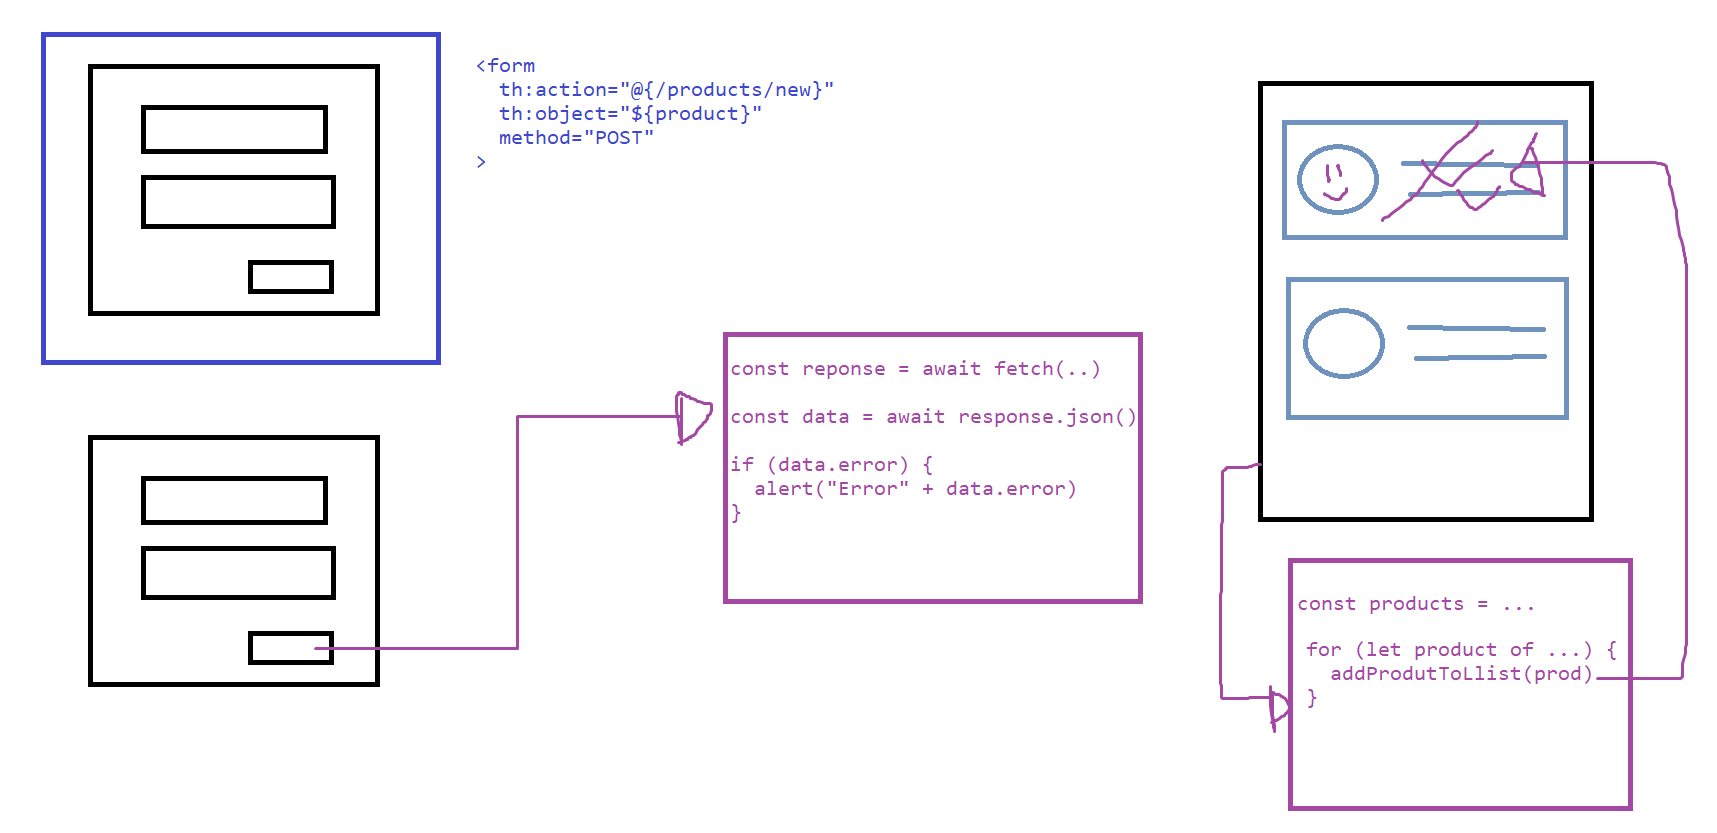 <form
  th:action="@{/products/new}"
  th:object="${product}"
  method="POST"
>
const reponse = await fetch(..)
const data = await response.json()
if (data.error) {
  alert("Error" + data.error)
}
const products = ...
for (let product of ...) {
  addProdutToLlist(prod)
}